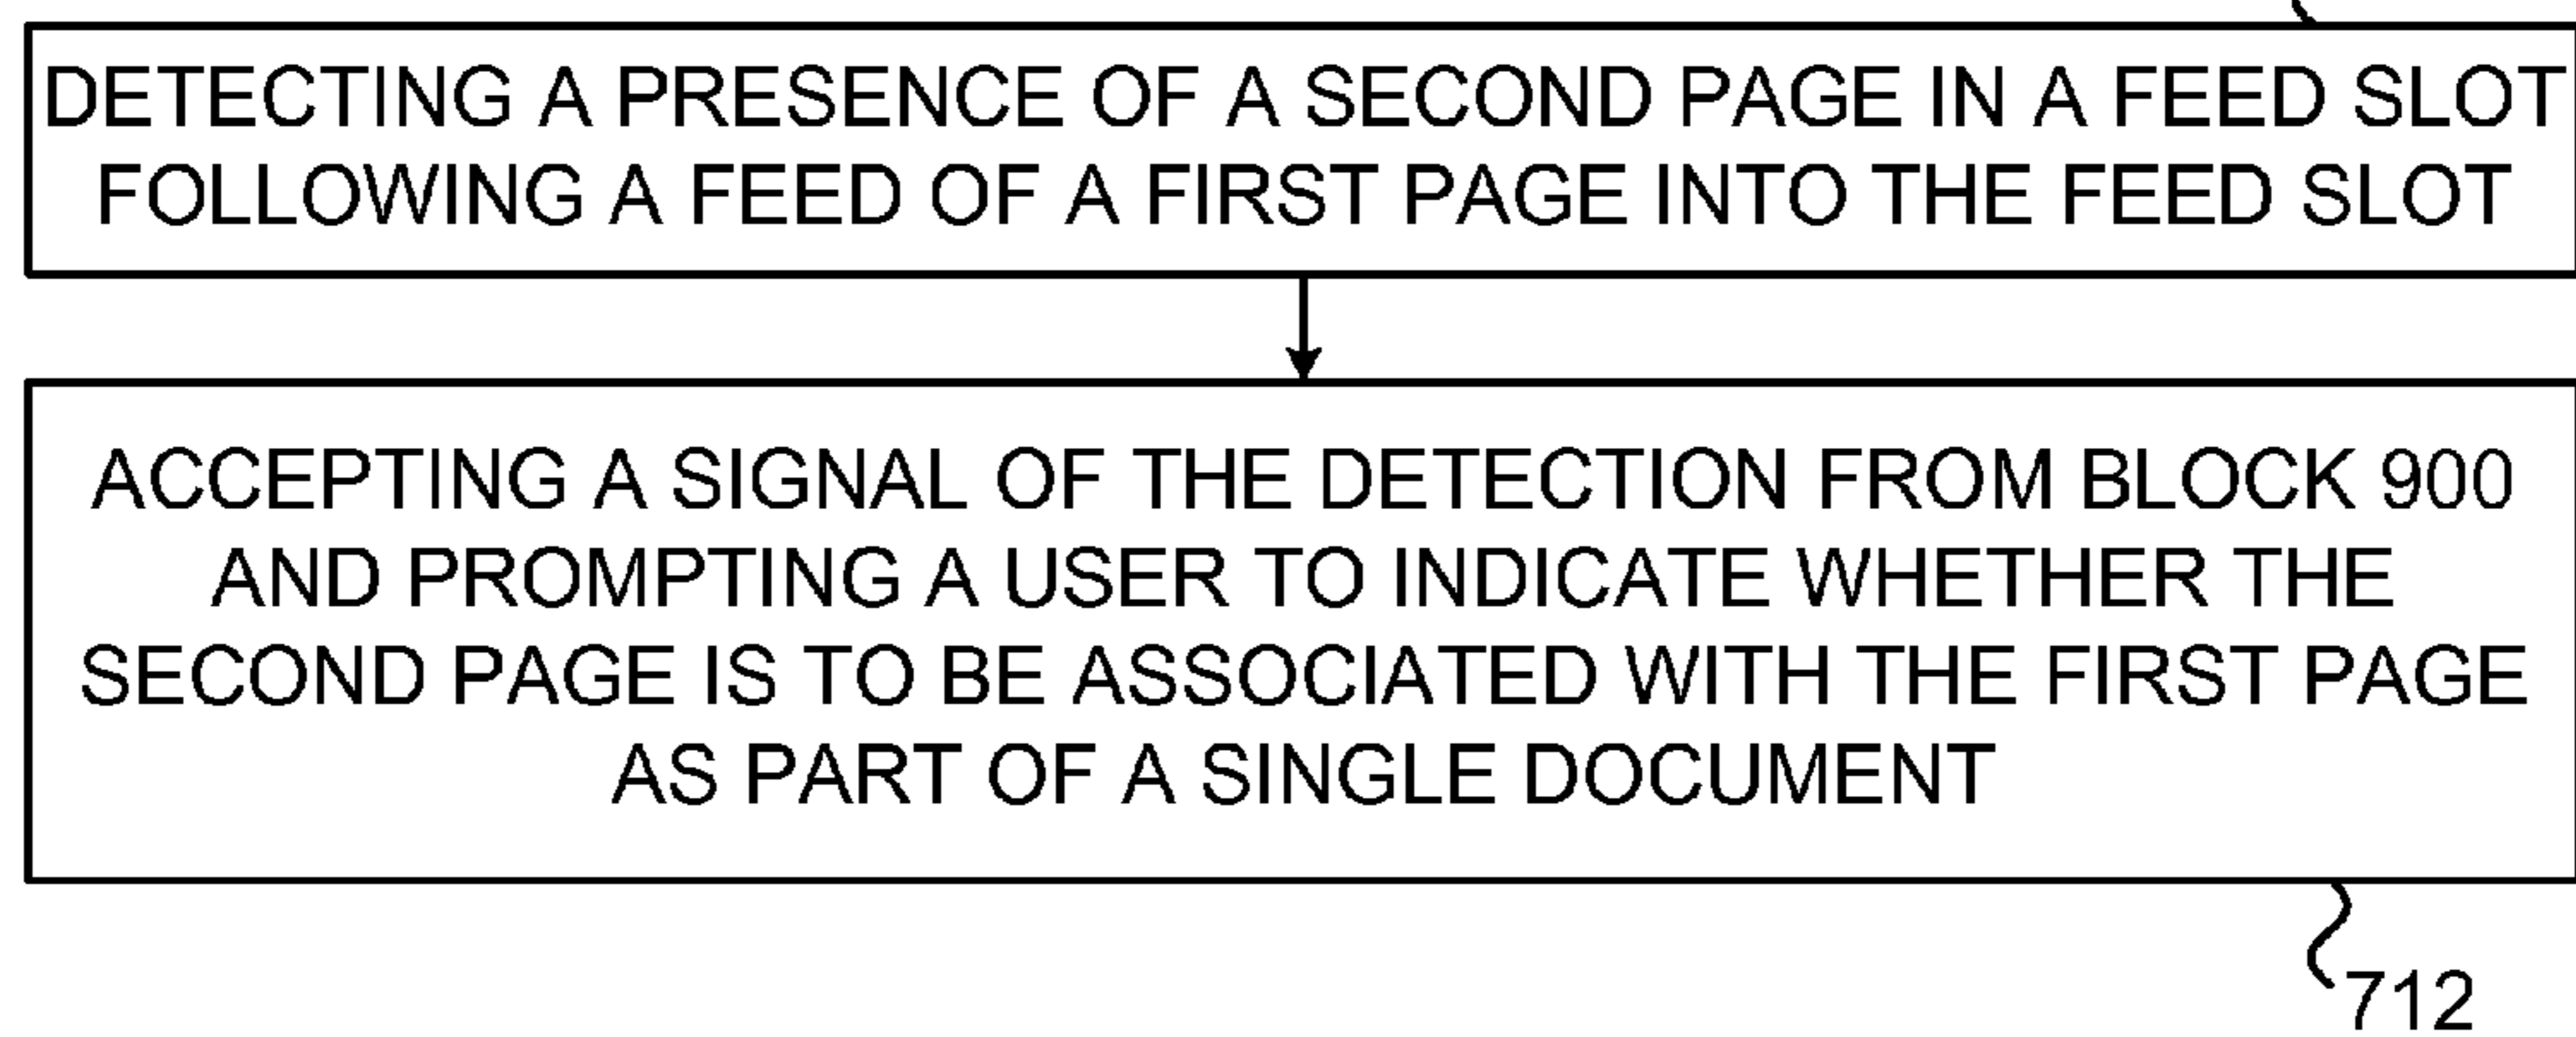 DETECTING A PRESENCE OF A SECOND PAGE IN A FEED SLOT
FOLLOWING A FEED OF A FIRST PAGE INTO THE FEED SLOT
ACCEPTING A SIGNAL OF THE DETECTION FROM BLOCK 900
AND PROMPTING A USER TO INDICATE WHETHER THE
SECOND PAGE IS TO BE ASSOCIATED WITH THE FIRST PAGE
AS PART OF A SINGLE DOCUMENT
712